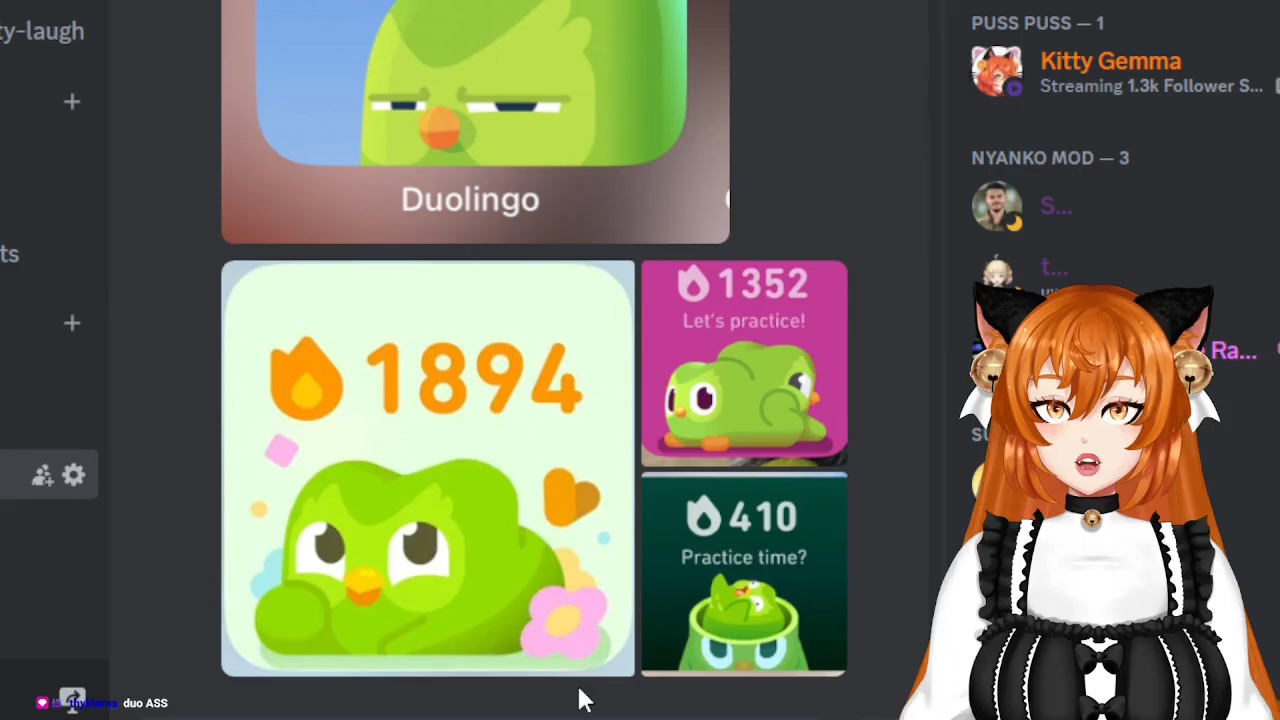 ty-laugh
ts
Duolingo
1894
1352
Let's practice!
410
Practice time?
PUSS PUSS — 1
Kitty Gemma
Streaming 1.3k Follower S...
NYANKO MOD — 3
S...
t...
Ra...
duo ASS